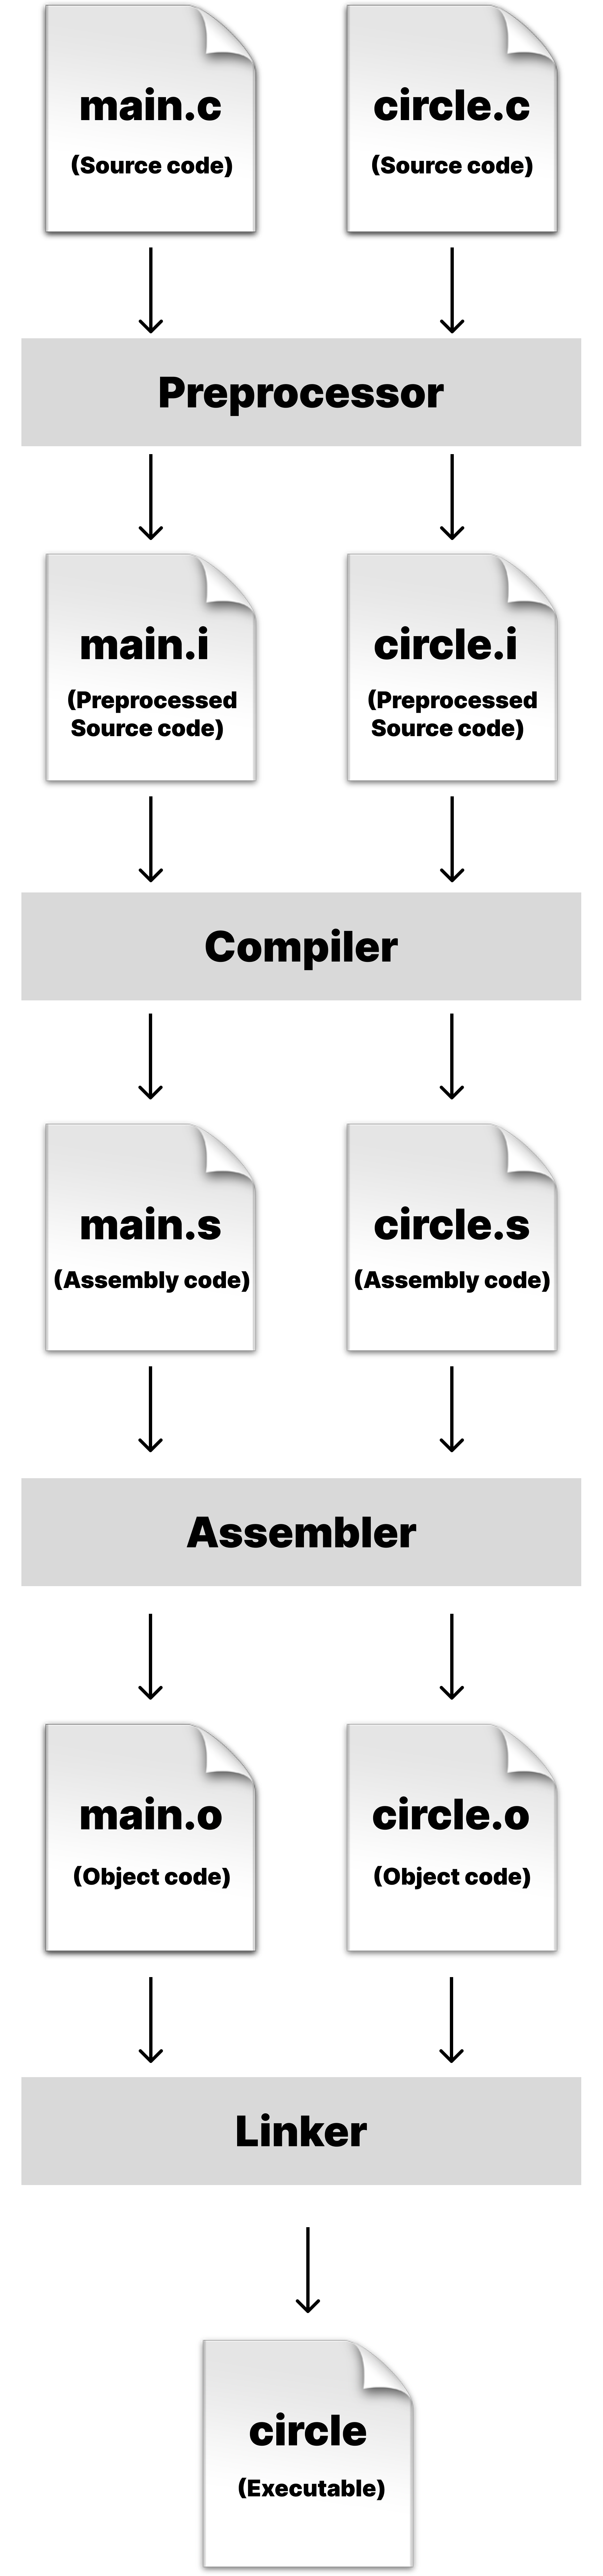 main.c
(Source code)
circle.c
(Source code)
Preprocessor
main.i
(Preprocessed
Source code)
circle.i
(Preprocessed
Source code)
Compiler
main.s
(Assembly code)
circle.s
(Assembly code)
Assembler
main.o
(Object code)
circle.o
(Object code)
Linker
circle
(Executable)